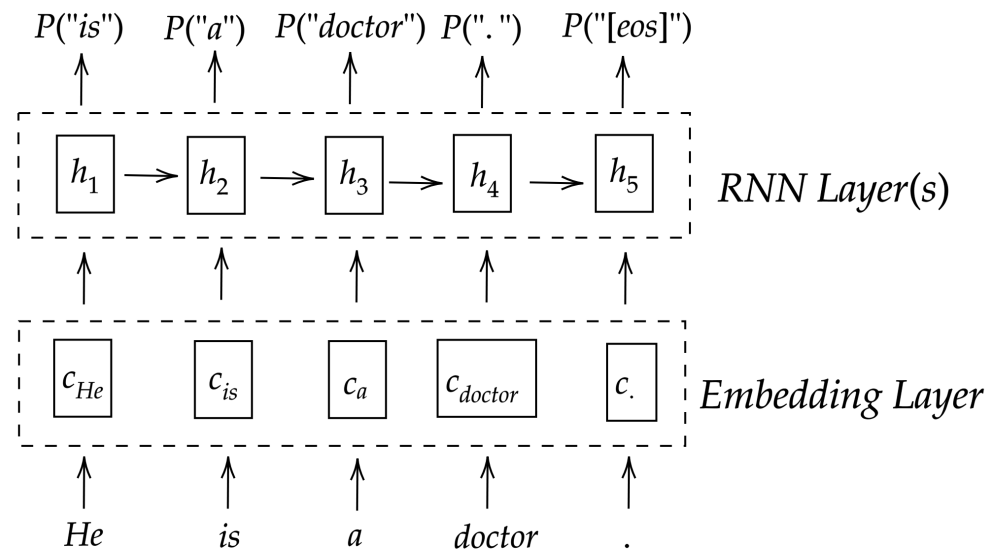 P("is") P("a") P("doctor") P(".") P("[eos]")
h1 h2 h3 h4 h5
RNN Layer(s)
cHe cis ca cdoctor c.
Embedding Layer
He is a doctor .